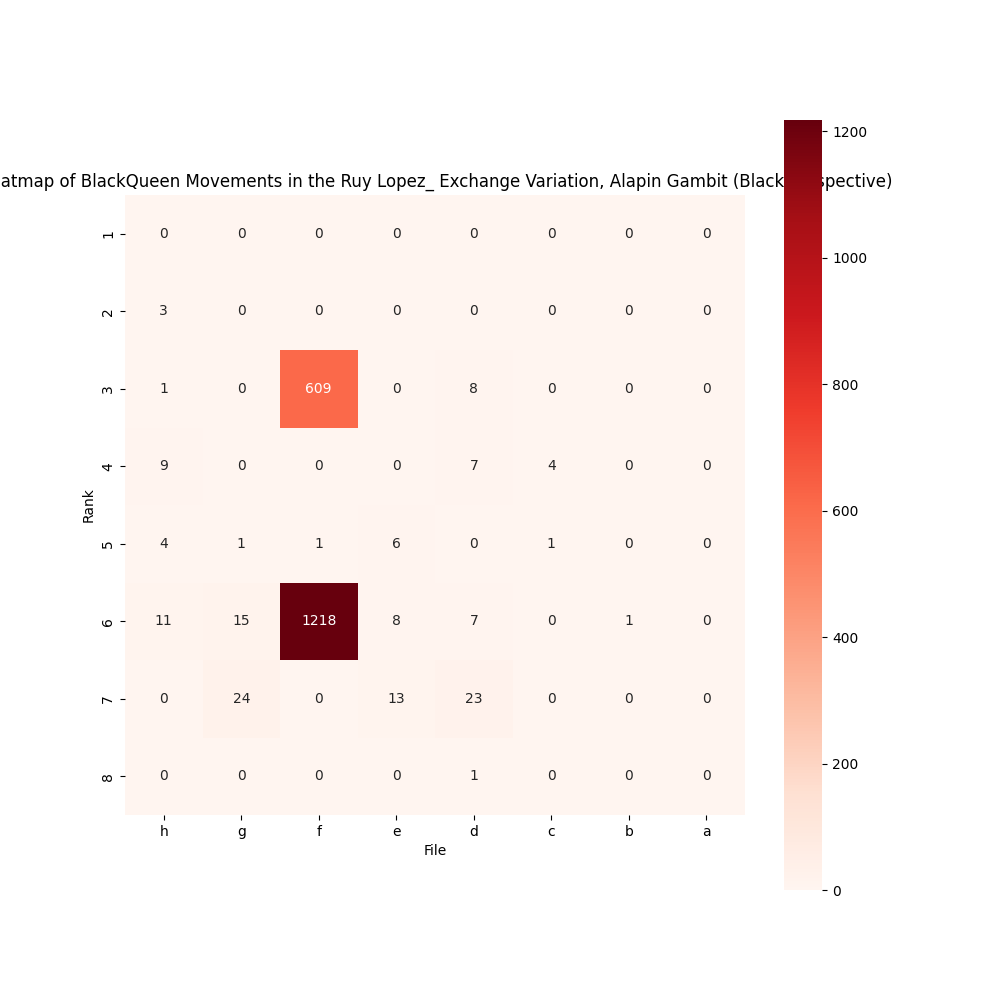 atmap of BlackQueen Movements in the Ruy Lopez_ Exchange Variation, Alapin Gambit (Black spective)
1200
1000
800
600
400
200
0
Rank
1 0 0 0 0 0 0 0 0
2 3 0 0 0 0 0 0 0
3 1 0 609 0 8 0 0 0
4 9 0 0 0 7 4 0 0
5 4 1 1 6 0 1 0 0
6 11 15 1218 8 7 0 1 0
7 0 24 0 13 23 0 0 0
8 0 0 0 0 1 0 0 0
h g f e d c b a
File